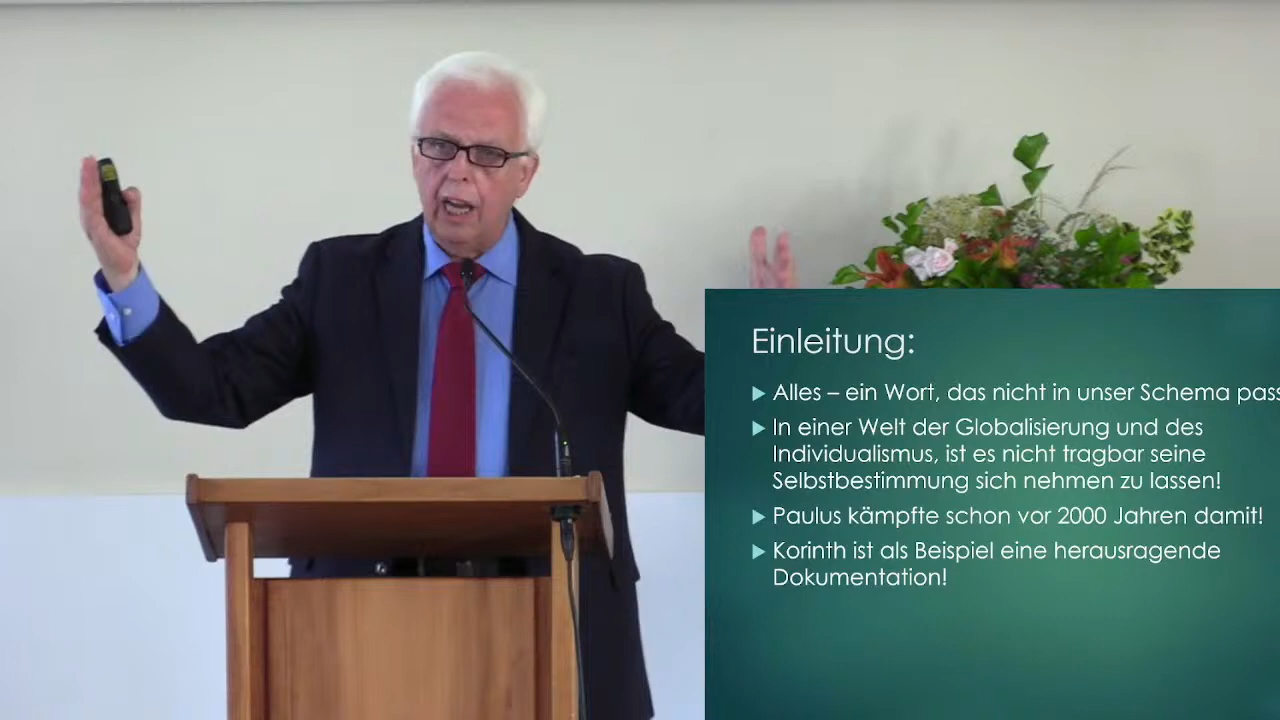 Einleitung:
Alles – ein Wort, das nicht in unser Schema pass
In einer Welt der Globalisierung und des
Individualismus, ist es nicht tragbar seine
Selbstbestimmung sich nehmen zu lassen!
Paulus kämpfte schon vor 2000 Jahren damit!
Korinth ist als Beispiel eine herausragende
Dokumentation!